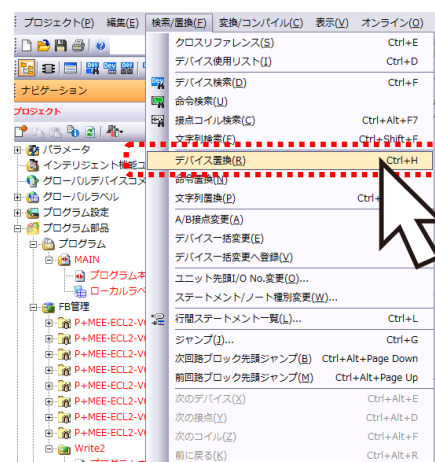 プロジェクト(P) 編集(E) 検索/置換(F) 変換/コンパイル(C) 表示(V) オンライン(O)
ナビゲーション
プロジェクト
パラメータ
インテリジェント機能ユ
グローバルデバイスコメ
グローバルラベル
プログラム設定
プログラム部品
プログラム
MAIN
プログラム本
ローカルラベ
FB管理
P+MEE-ECL2-V
P+MEE-ECL2-V
P+MEE-ECL2-V
P+MEE-ECL2-V
P+MEE-ECL2-V
P+MEE-ECL2-V
P+MEE-ECL2-V
Write2
クロスリファレンス(S) Ctrl+E
デバイス使用リスト(I) Ctrl+D
デバイス検索(D) Ctrl+F
命令検索(U)
接点コイル検索(C) Ctrl+Alt+F7
文字列検索(E) Ctrl+Shift+F
デバイス置換(R) Ctrl+H
命令置換(N)
文字列置換(P) Ctrl+
A/B接点変更(A)
デバイス一括変更(E)
デバイス一括変更へ登録(V)
ユニット先頭I/O No.変更(O)...
ステートメント/ノート種別変更(W)...
行間ステートメント一覧(L)... Ctrl+L
ジャンプ(J)... Ctrl+G
次回路ブロック先頭ジャンプ(B) Ctrl+Alt+Page Down
前回路ブロック先頭ジャンプ(M) Ctrl+Alt+Page Up
次のデバイス(X) Ctrl+Alt+E
次の接点(Y) Ctrl+Alt+D
次のコイル(Z) Ctrl+Alt+F
前に戻る(K) Ctrl+Alt+R